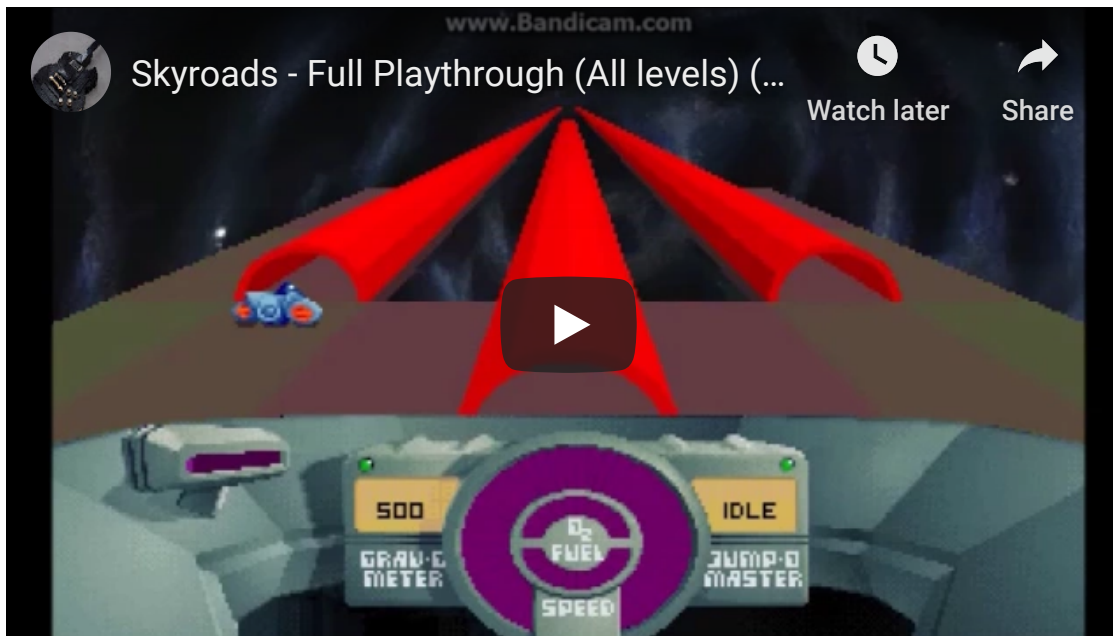 www.Bandicam.com
Skyroads - Full Playthrough (All levels) (...
Watch later
Share
500
IDLE
O2
FUEL
GRAV-O
METER
JUMP-O
MASTER
SPEED